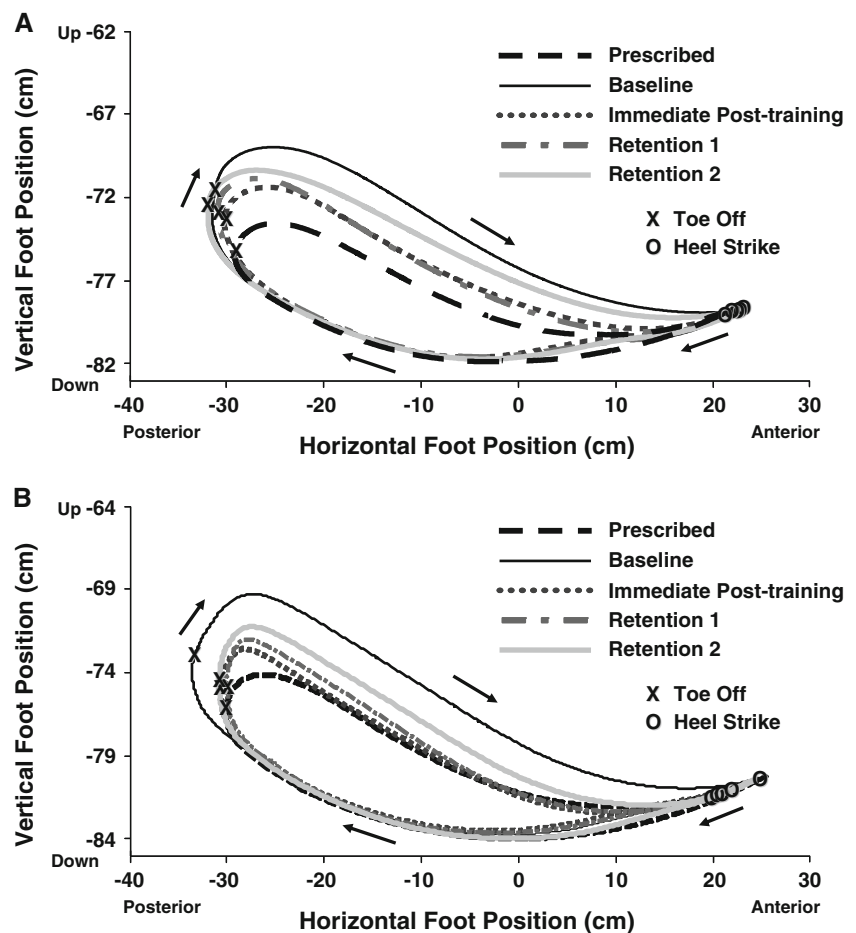 A
Up -62
-67
-72
-77
-82
Down
Vertical Foot Position (cm)
Prescribed
Baseline
Immediate Post-training
Retention 1
Retention 2
X Toe Off
O Heel Strike
X
X
X
X
X
-40 -30 -20 -10 0 10 20 30
Posterior Anterior
Horizontal Foot Position (cm)
B
Up -64
-69
-74
-79
-84
Down
Vertical Foot Position (cm)
Prescribed
Baseline
Immediate Post-training
Retention 1
Retention 2
X Toe Off
O Heel Strike
X
X
X
X
X
-40 -30 -20 -10 0 10 20 30
Posterior Anterior
Horizontal Foot Position (cm)